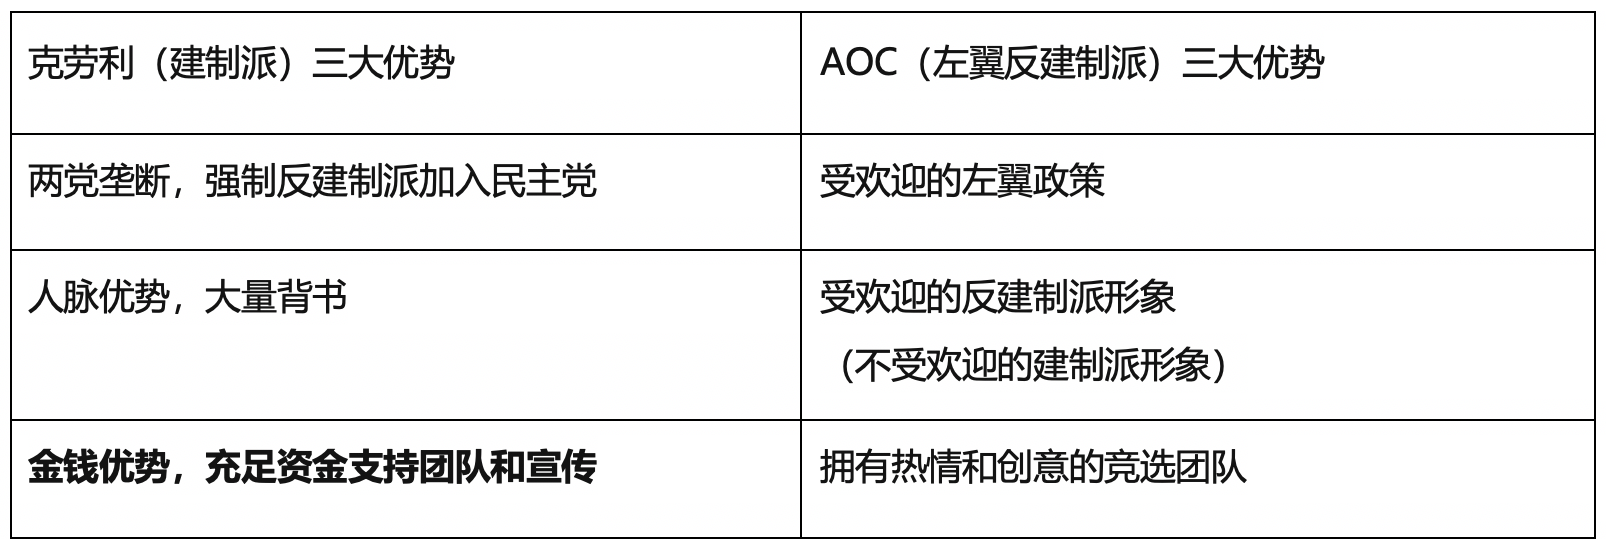 克劳利（建制派）三大优势
AOC（左翼反建制派）三大优势
两党垄断，强制反建制派加入民主党
受欢迎的左翼政策
人脉优势，大量背书
受欢迎的反建制派形象
（不受欢迎的建制派形象）
金钱优势，充足资金支持团队和宣传
拥有热情和创意的竞选团队